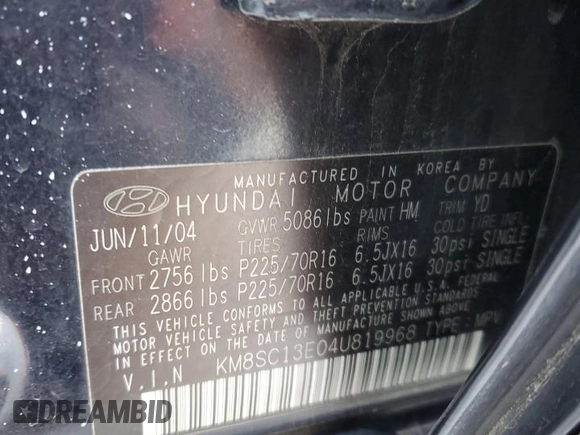 MANUFACTURED IN KOREA BY
HYUNDAI MOTOR COMPANY
JUN/11/04 GVWR 5086 lbs PAINT HM TRIM YD
GAWR TIRES RIMS COLD TIRE INFL.
FRONT 2756 lbs P225/70R16 6.5JX16 30psi SINGLE
REAR 2866 lbs P225/70R16 6.5JX16 30psi SINGLE
THIS VEHICLE CONFORMS TO ALL APPLICABLE U.S.A. FEDERAL
MOTOR VEHICLE SAFETY AND THEFT PREVENTION STANDARDS
IN EFFECT ON THE DATE OF MANUFACTURE SHOWN ABOVE.
V.I.N KM8SC13E04U819968 TYPE : MPV
DREAMBID